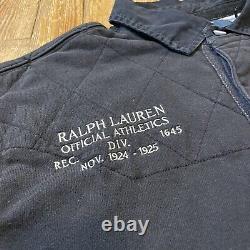 RALPH LAUREN
OFFICIAL ATHLETICS
DIV. 1645
REC. NOV. 1924 - 1925